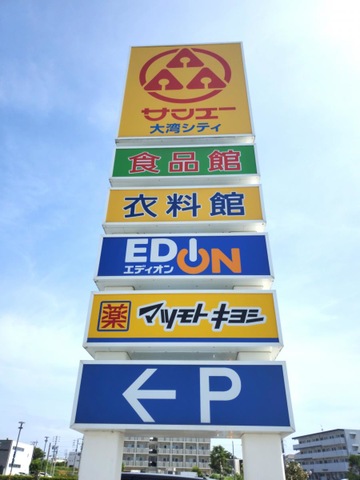 サンエー
大湾シティ
食品館
衣料館
EDION
エディオン
薬 マツモトキヨシ
←P